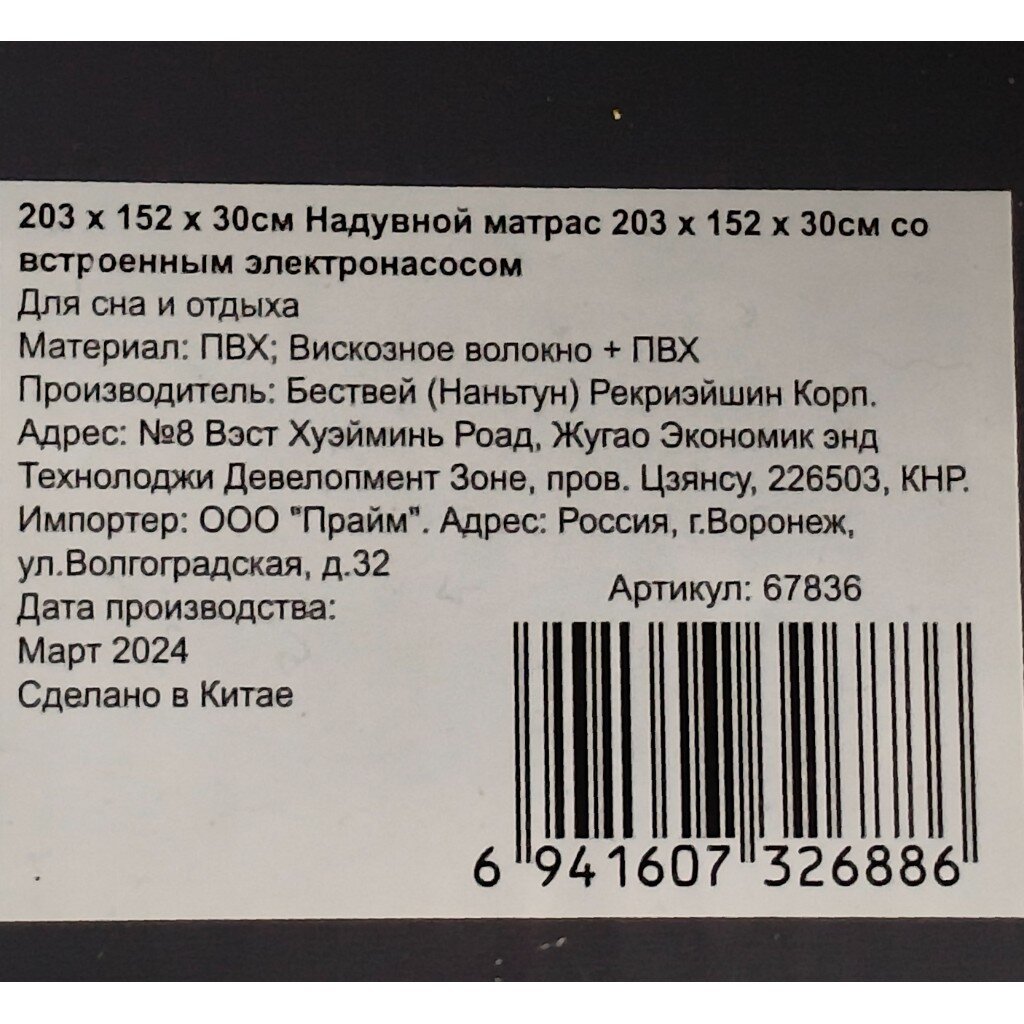 203 х 152 х 30см Надувной матрас 203 х 152 х 30см со
встроенным электронасосом
Для сна и отдыха
Материал: ПВХ; Вискозное волокно + ПВХ
Производитель: Бествей (Наньтун) Рекриэйшин Корп.
Адрес: №8 Вэст Хуэйминь Роад, Жугао Экономик энд
Технолоджи Девелопмент Зоне, пров. Цзянсу, 226503, КНР.
Импортер: ООО "Прайм". Адрес: Россия, г.Воронеж,
ул.Волгоградская, д.32
Артикул: 67836
Дата производства:
Март 2024
Сделано в Китае
6 941607 326886